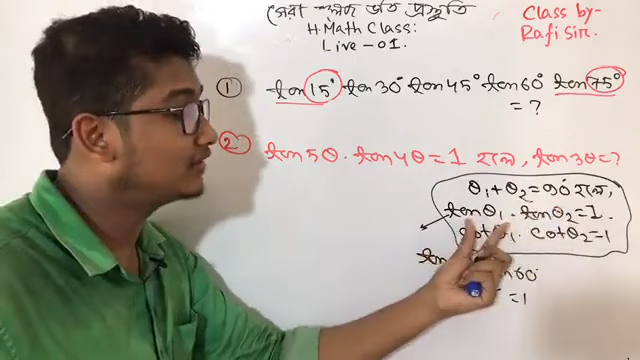 সেরা ভর্তি প্রস্তুতি
H.Math Class:
Live-01.
Class by-
Rafi Sir.
① tan15° tan30° tan45° tan60° tan75°
= ?
② tan5θ. tan4θ = 1 হলে, tan3θ = ?
θ₁ + θ₂ = 90° হলে,
tanθ₁. tanθ₂ = 1.
cotθ₁. cotθ₂ = 1
60°
= 1